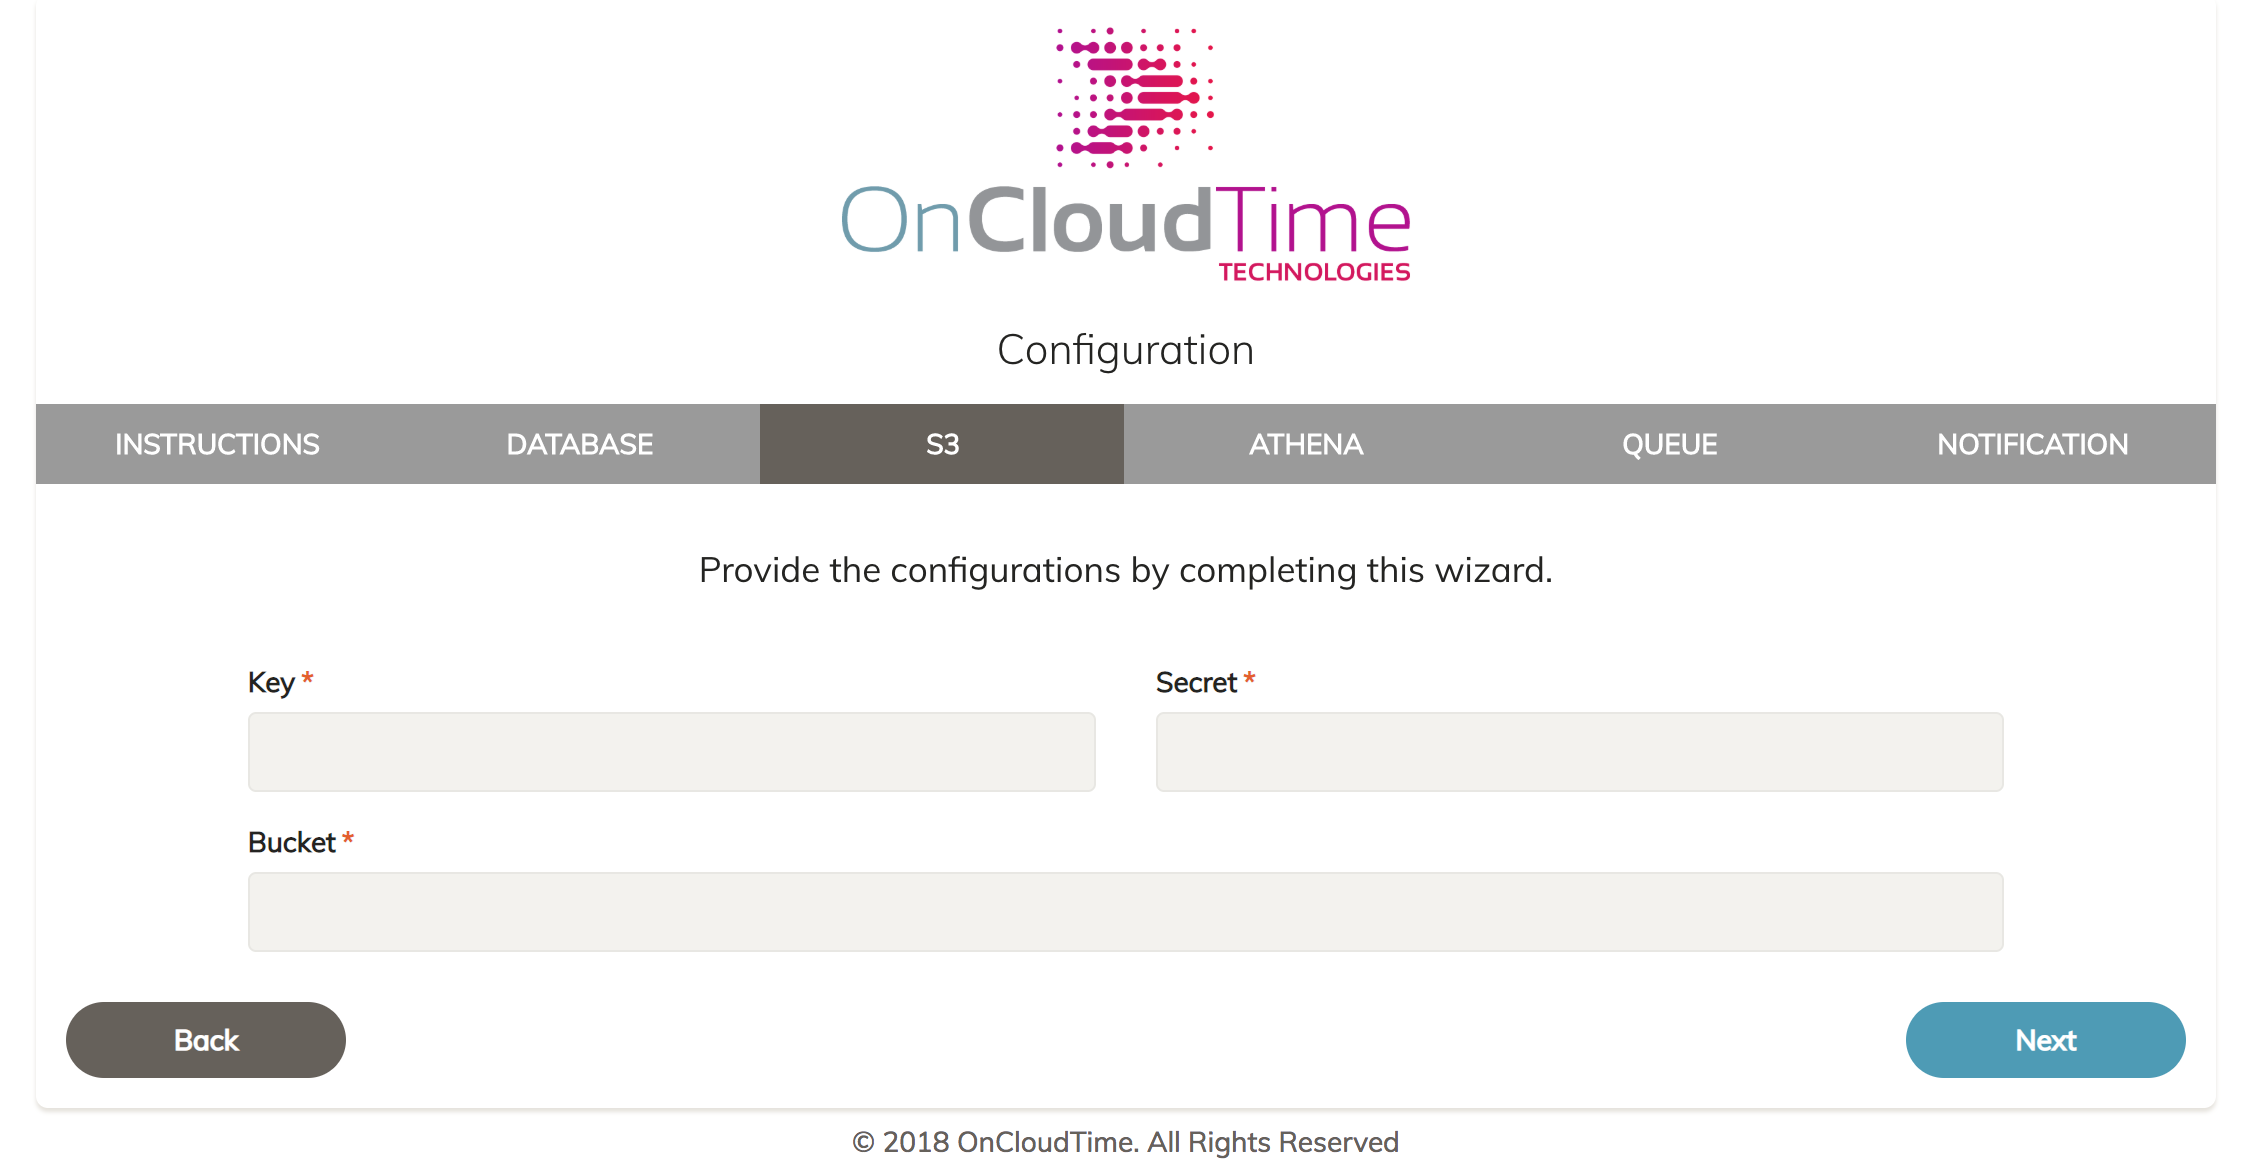 OnCloudTime
TECHNOLOGIES
Configuration
INSTRUCTIONS DATABASE S3 ATHENA QUEUE NOTIFICATION
Provide the configurations by completing this wizard.
Key * Secret *
Bucket *
Back Next
© 2018 OnCloudTime. All Rights Reserved